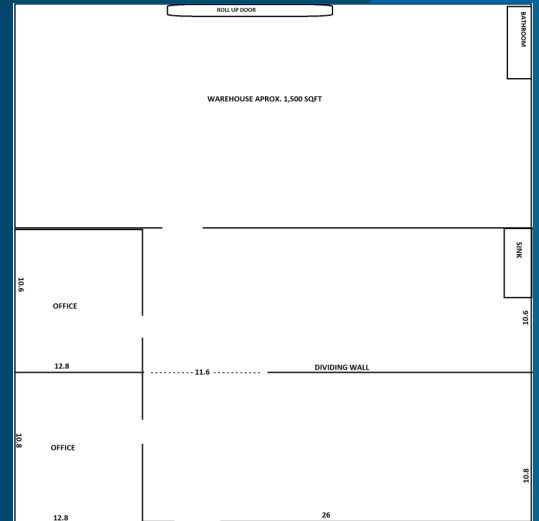 ROLL UP DOOR
BATHROOM
WAREHOUSE APROX. 1,500 SQFT
SINK
10.6
OFFICE
10.6
12.8
11.6
DIVIDING WALL
10.8
OFFICE
10.8
12.8
26